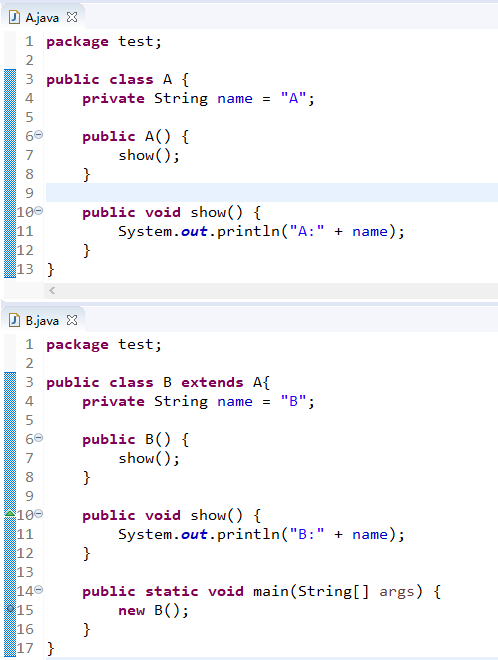 A.java
1 package test;
2
3 public class A {
4     private String name = "A";
5
6     public A() {
7         show();
8     }
9
10     public void show() {
11         System.out.println("A:" + name);
12     }
13 }
B.java
1 package test;
2
3 public class B extends A{
4     private String name = "B";
5
6     public B() {
7         show();
8     }
9
10     public void show() {
11         System.out.println("B:" + name);
12     }
13
14     public static void main(String[] args) {
15         new B();
16     }
17 }